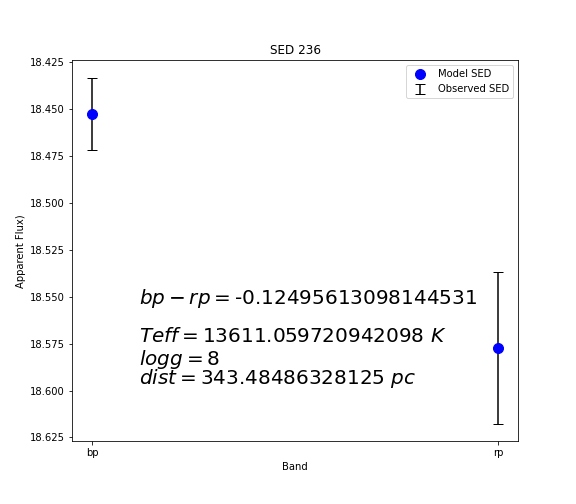 SED 236
18.425
18.450
18.475
18.500
18.525
18.550
18.575
18.600
18.625
Apparent Flux)
Model SED
Observed SED
bp − rp = -0.12495613098144531
Teff = 13611.059720942098 K
logg = 8
dist = 343.48486328125 pc
bp
rp
Band